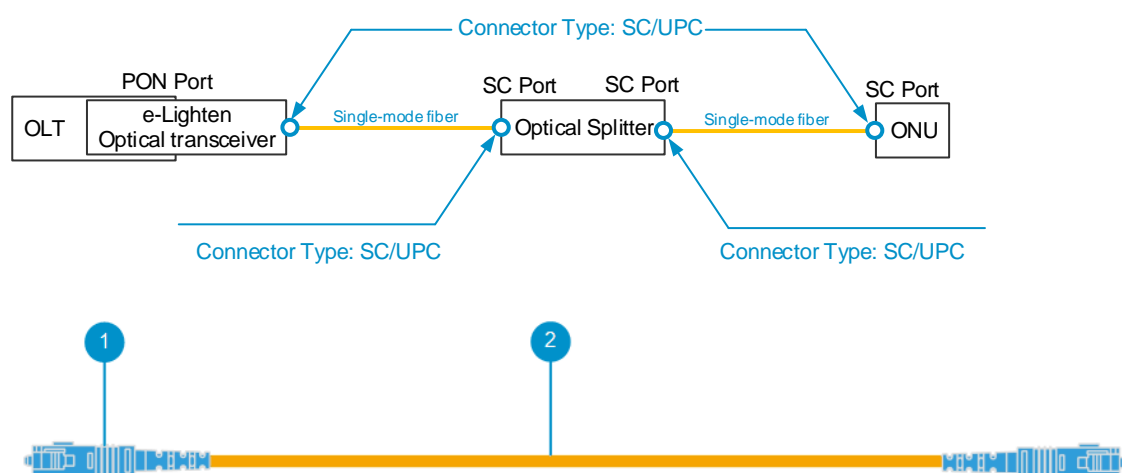 Connector Type: SC/UPC
PON Port
SC Port
SC Port
SC Port
OLT
e-Lighten
Optical transceiver
Single-mode fiber
Optical Splitter
Single-mode fiber
ONU
Connector Type: SC/UPC
Connector Type: SC/UPC
1
2